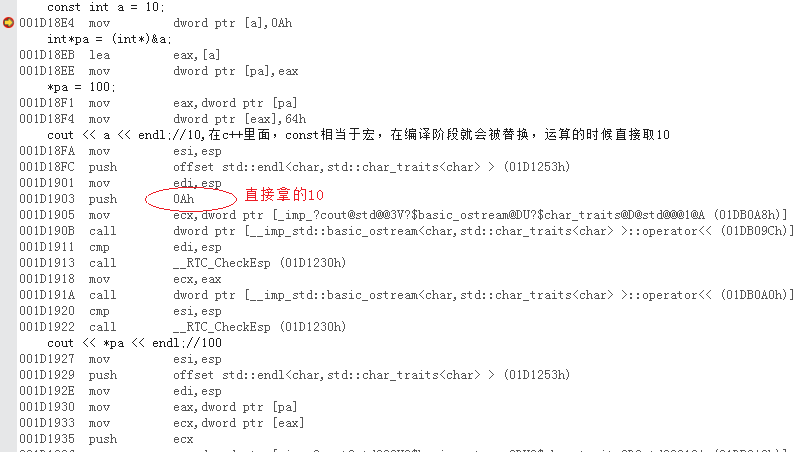 const int a = 10;
001D18E4 mov dword ptr [a],0Ah
int*pa = (int*)&a;
001D18EB lea eax,[a]
001D18EE mov dword ptr [pa],eax
*pa = 100;
001D18F1 mov eax,dword ptr [pa]
001D18F4 mov dword ptr [eax],64h
cout << a << endl;//10,在c++里面，const相当于宏，在编译阶段就会被替换，运算的时候直接取10
001D18FA mov esi,esp
001D18FC push offset std::endl<char,std::char_traits<char> > (01D1253h)
001D1901 mov edi,esp
001D1903 push 0Ah 直接拿的10
001D1905 mov ecx,dword ptr [_imp_?cout@std@@3V?$basic_ostream@DU?$char_traits@D@std@@@1@A (01DB0A8h)]
001D190B call dword ptr [__imp_std::basic_ostream<char,std::char_traits<char> >::operator<< (01DB09Ch)]
001D1911 cmp edi,esp
001D1913 call __RTC_CheckEsp (01D1230h)
001D1918 mov ecx,eax
001D191A call dword ptr [__imp_std::basic_ostream<char,std::char_traits<char> >::operator<< (01DB0A0h)]
001D1920 cmp esi,esp
001D1922 call __RTC_CheckEsp (01D1230h)
cout << *pa << endl;//100
001D1927 mov esi,esp
001D1929 push offset std::endl<char,std::char_traits<char> > (01D1253h)
001D192E mov edi,esp
001D1930 mov eax,dword ptr [pa]
001D1933 mov ecx,dword ptr [eax]
001D1935 push ecx